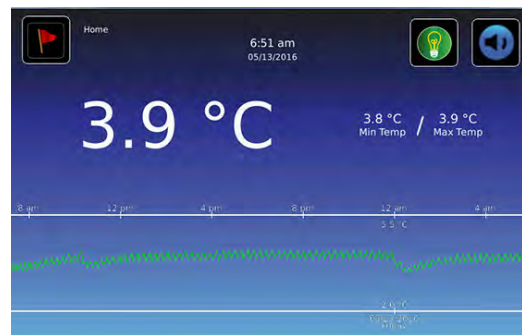 Home
6:51 am
05/13/2016
3.9 °C
3.8 °C / 3.9 °C
Min Temp Max Temp
8 am 12 pm 4 pm 8 pm 12 am 4 am
5.5 °C
2.0 °C